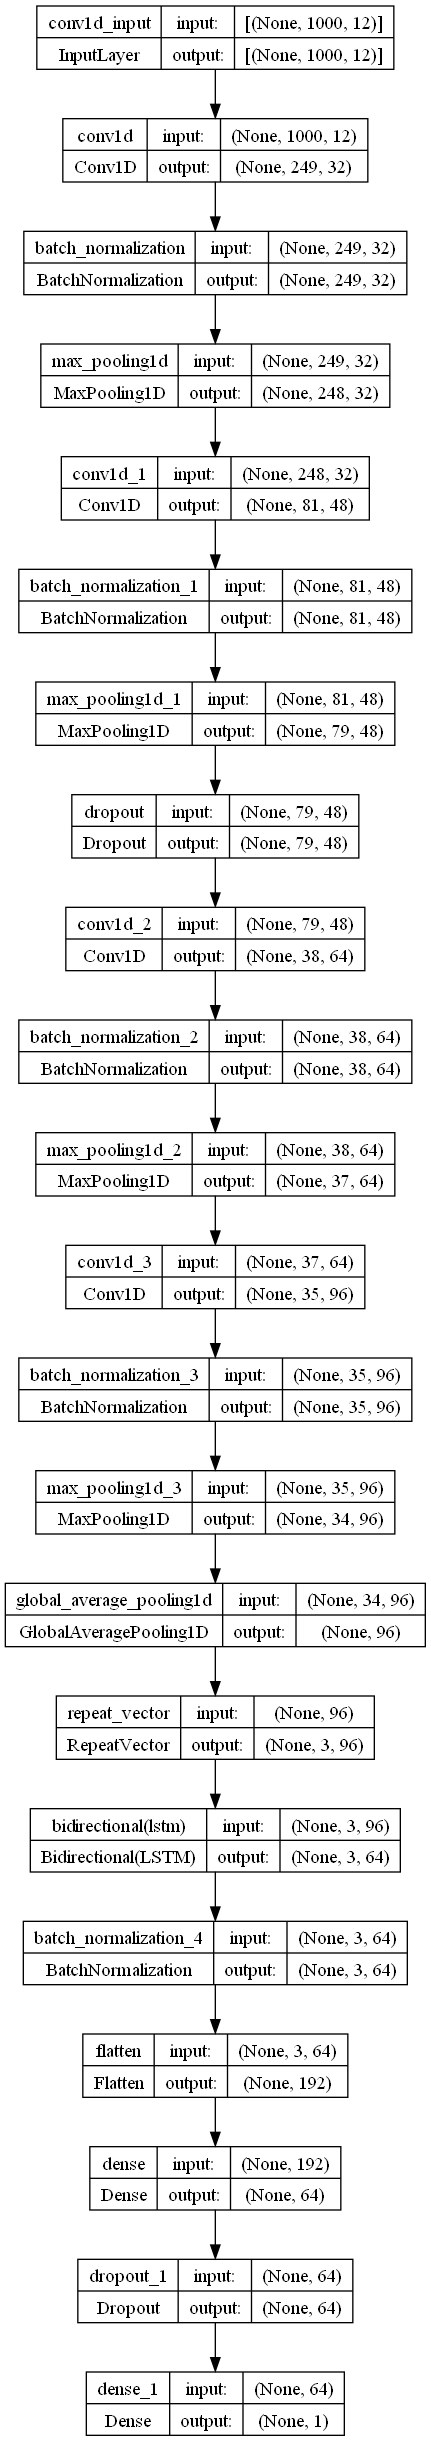 conv1d_input input: [(None, 1000, 12)]
InputLayer output: [(None, 1000, 12)]
conv1d input: (None, 1000, 12)
Conv1D output: (None, 249, 32)
batch_normalization input: (None, 249, 32)
BatchNormalization output: (None, 249, 32)
max_pooling1d input: (None, 249, 32)
MaxPooling1D output: (None, 248, 32)
conv1d_1 input: (None, 248, 32)
Conv1D output: (None, 81, 48)
batch_normalization_1 input: (None, 81, 48)
BatchNormalization output: (None, 81, 48)
max_pooling1d_1 input: (None, 81, 48)
MaxPooling1D output: (None, 79, 48)
dropout input: (None, 79, 48)
Dropout output: (None, 79, 48)
conv1d_2 input: (None, 79, 48)
Conv1D output: (None, 38, 64)
batch_normalization_2 input: (None, 38, 64)
BatchNormalization output: (None, 38, 64)
max_pooling1d_2 input: (None, 38, 64)
MaxPooling1D output: (None, 37, 64)
conv1d_3 input: (None, 37, 64)
Conv1D output: (None, 35, 96)
batch_normalization_3 input: (None, 35, 96)
BatchNormalization output: (None, 35, 96)
max_pooling1d_3 input: (None, 35, 96)
MaxPooling1D output: (None, 34, 96)
global_average_pooling1d input: (None, 34, 96)
GlobalAveragePooling1D output: (None, 96)
repeat_vector input: (None, 96)
RepeatVector output: (None, 3, 96)
bidirectional(lstm) input: (None, 3, 96)
Bidirectional(LSTM) output: (None, 3, 64)
batch_normalization_4 input: (None, 3, 64)
BatchNormalization output: (None, 3, 64)
flatten input: (None, 3, 64)
Flatten output: (None, 192)
dense input: (None, 192)
Dense output: (None, 64)
dropout_1 input: (None, 64)
Dropout output: (None, 64)
dense_1 input: (None, 64)
Dense output: (None, 1)